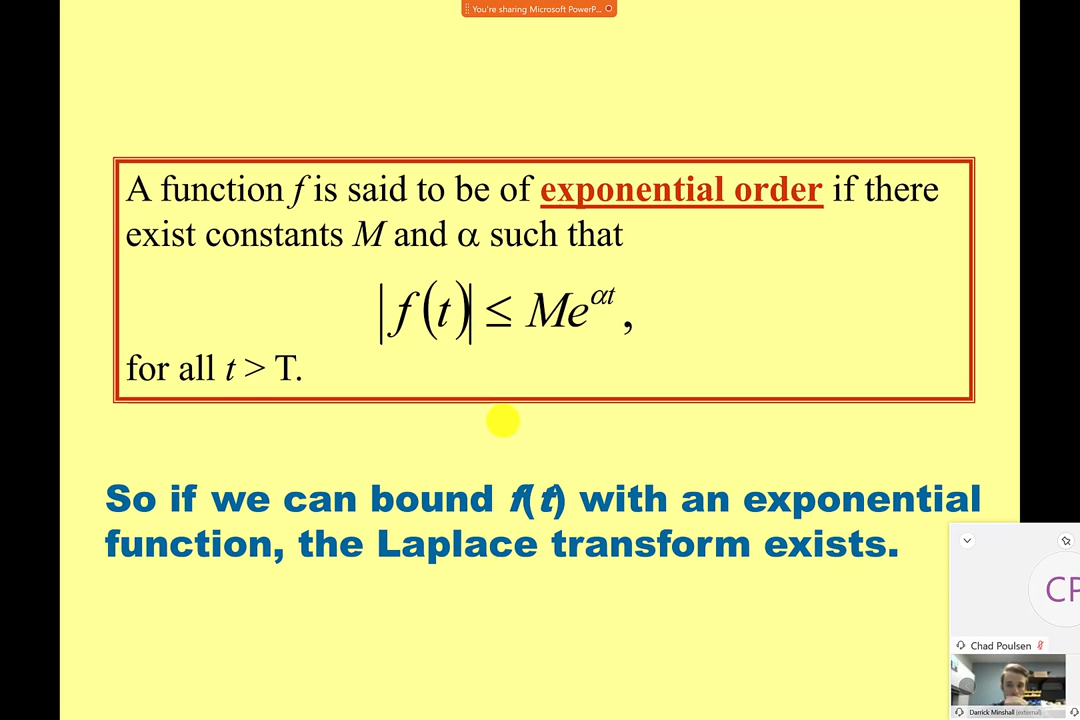 You're sharing Microsoft PowerP...
A function f is said to be of exponential order if there
exist constants M and α such that
|f(t)| ≤ Me^{αt},
for all t > T.
So if we can bound f(t) with an exponential
function, the Laplace transform exists.
CP
Chad Poulsen
Darrick Minshall (external)